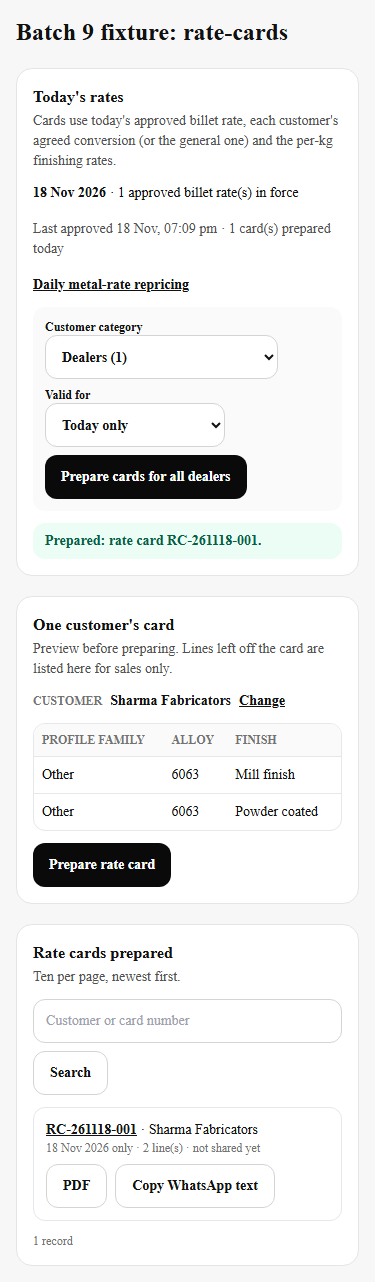 Batch 9 fixture: rate-cards
Today's rates
Cards use today's approved billet rate, each customer's
agreed conversion (or the general one) and the per-kg
finishing rates.
18 Nov 2026 · 1 approved billet rate(s) in force
Last approved 18 Nov, 07:09 pm · 1 card(s) prepared
today
Daily metal-rate repricing
Customer category
Dealers (1)
Valid for
Today only
Prepare cards for all dealers
Prepared: rate card RC-261118-001.
One customer's card
Preview before preparing. Lines left off the card are
listed here for sales only.
CUSTOMER Sharma Fabricators Change
PROFILE FAMILY ALLOY FINISH
Other 6063 Mill finish
Other 6063 Powder coated
Prepare rate card
Rate cards prepared
Ten per page, newest first.
Customer or card number
Search
RC-261118-001 · Sharma Fabricators
18 Nov 2026 only · 2 line(s) · not shared yet
PDF Copy WhatsApp text
1 record